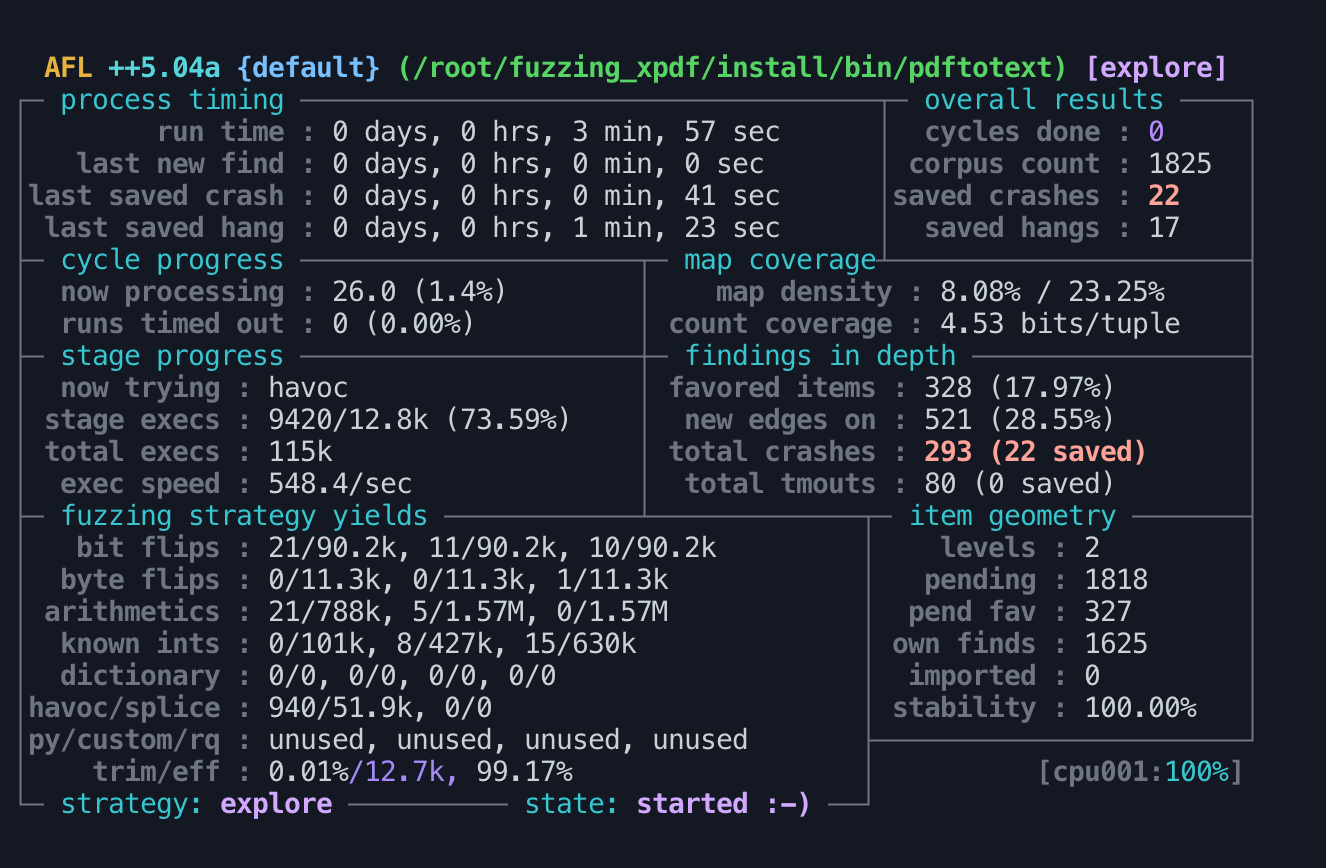 AFL ++5.04a {default} (/root/fuzzing_xpdf/install/bin/pdftotext) [explore]
process timing overall results
run time : 0 days, 0 hrs, 3 min, 57 sec cycles done : 0
last new find : 0 days, 0 hrs, 0 min, 0 sec corpus count : 1825
last saved crash : 0 days, 0 hrs, 0 min, 41 sec saved crashes : 22
last saved hang : 0 days, 0 hrs, 1 min, 23 sec saved hangs : 17
cycle progress map coverage
now processing : 26.0 (1.4%) map density : 8.08% / 23.25%
runs timed out : 0 (0.00%) count coverage : 4.53 bits/tuple
stage progress findings in depth
now trying : havoc favored items : 328 (17.97%)
stage execs : 9420/12.8k (73.59%) new edges on : 521 (28.55%)
total execs : 115k total crashes : 293 (22 saved)
exec speed : 548.4/sec total tmouts : 80 (0 saved)
fuzzing strategy yields item geometry
bit flips : 21/90.2k, 11/90.2k, 10/90.2k levels : 2
byte flips : 0/11.3k, 0/11.3k, 1/11.3k pending : 1818
arithmetics : 21/788k, 5/1.57M, 0/1.57M pend fav : 327
known ints : 0/101k, 8/427k, 15/630k own finds : 1625
dictionary : 0/0, 0/0, 0/0, 0/0 imported : 0
havoc/splice : 940/51.9k, 0/0 stability : 100.00%
py/custom/rq : unused, unused, unused, unused
trim/eff : 0.01%/12.7k, 99.17% [cpu001:100%]
strategy: explore state: started :-)